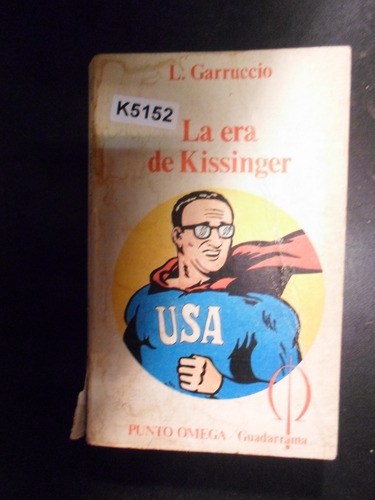 L. Garruccio
K5152
La era
de Kissinger
USA
PUNTO OMEGA / Guadarrama